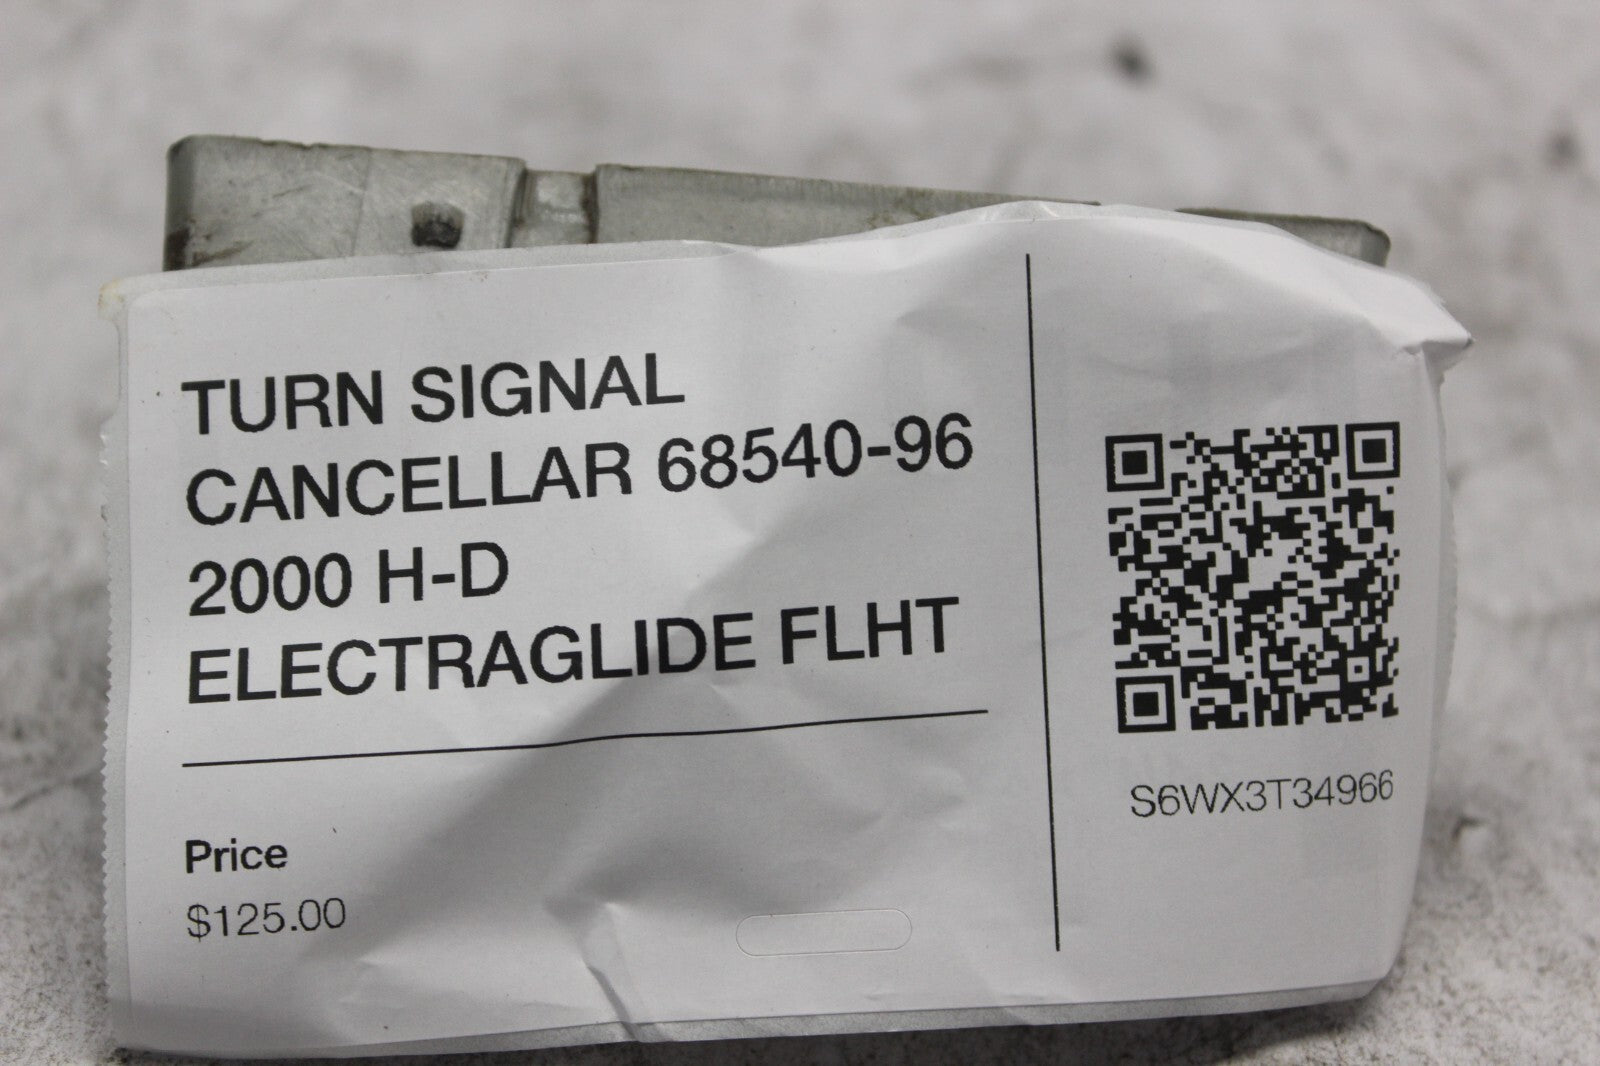 TURN SIGNAL
CANCELLAR 68540-96
2000 H-D
ELECTRAGLIDE FLHT
Price
$125.00
S6WX3T34966